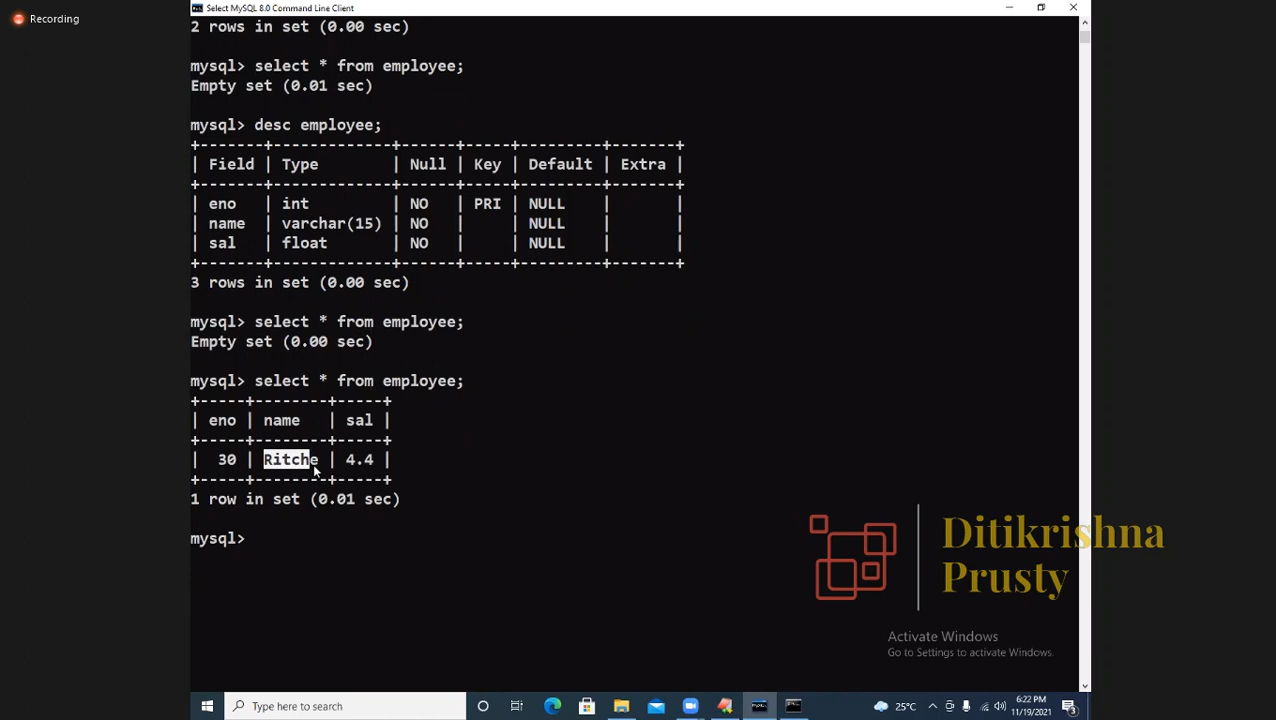 Recording
Select MySQL 8.0 Command Line Client
2 rows in set (0.00 sec)
mysql> select * from employee;
Empty set (0.01 sec)
mysql> desc employee;
+-------+-------------+------+-----+---------+-------+
| Field | Type        | Null | Key | Default | Extra |
+-------+-------------+------+-----+---------+-------+
| eno   | int         | NO   | PRI | NULL    |       |
| name  | varchar(15) | NO   |     | NULL    |       |
| sal   | float       | NO   |     | NULL    |       |
+-------+-------------+------+-----+---------+-------+
3 rows in set (0.00 sec)
mysql> select * from employee;
Empty set (0.00 sec)
mysql> select * from employee;
+-----+--------+-----+
| eno | name   | sal |
+-----+--------+-----+
|  30 | Ritche | 4.4 |
+-----+--------+-----+
1 row in set (0.01 sec)
mysql>
Ditikrishna
Prusty
Activate Windows
Go to Settings to activate Windows.
Type here to search
25°C
6:22 PM
11/19/2021
3